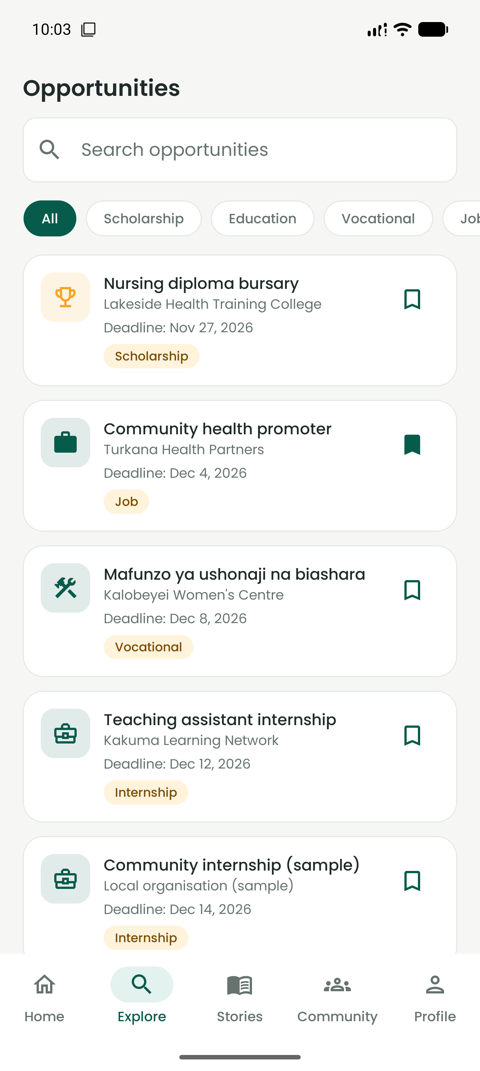 10:03
Opportunities
Search opportunities
All
Scholarship
Education
Vocational
Nursing diploma bursary
Lakeside Health Training College
Deadline: Nov 27, 2026
Scholarship
Community health promoter
Turkana Health Partners
Deadline: Dec 4, 2026
Job
Mafunzo ya ushonaji na biashara
Kalobeyei Women's Centre
Deadline: Dec 8, 2026
Vocational
Teaching assistant internship
Kakuma Learning Network
Deadline: Dec 12, 2026
Internship
Community internship (sample)
Local organisation (sample)
Deadline: Dec 14, 2026
Internship
Home
Explore
Stories
Community
Profile